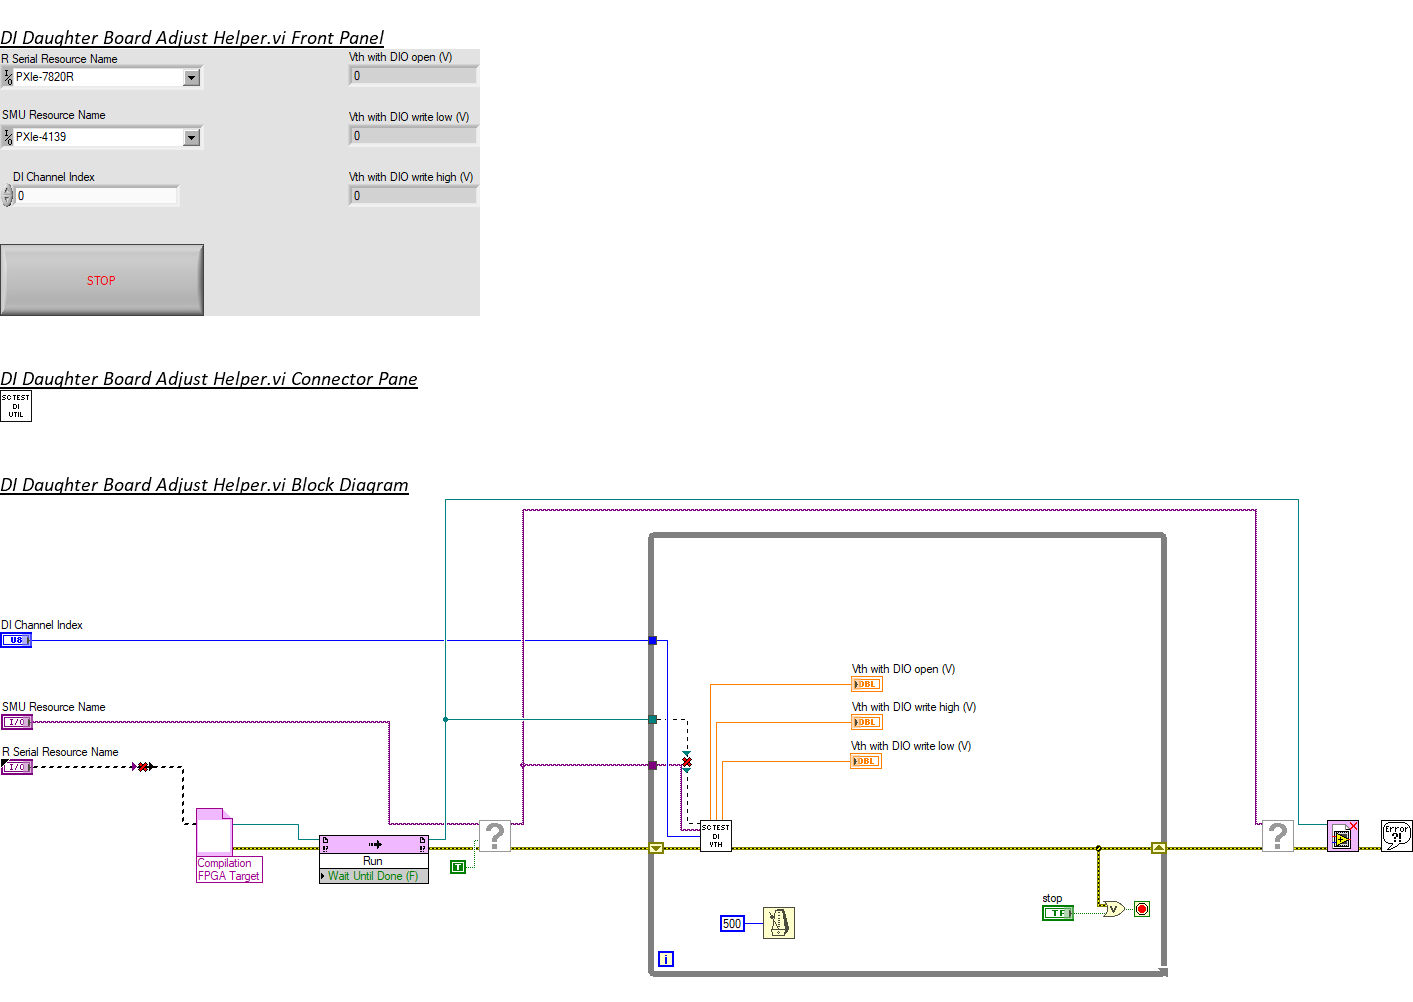 DI Daughter Board Adjust Helper.vi Front Panel
R Serial Resource Name
Vth with DIO open (V)
I/O PXIe-7820R
0
SMU Resource Name
Vth with DIO write low (V)
I/O PXIe-4139
0
DI Channel Index
Vth with DIO write high (V)
0
0
STOP
DI Daughter Board Adjust Helper.vi Connector Pane
SC TEST
DI
UTIL
DI Daughter Board Adjust Helper.vi Block Diagram
DI Channel Index
U8
Vth with DIO open (V)
DBL
SMU Resource Name
I/O
Vth with DIO write high (V)
DBL
R Serial Resource Name
I/O
Vth with DIO write low (V)
DBL
Compilation
FPGA Target
Run
Wait Until Done (F)
?
T
SC TEST
DI
VTH
?
Error
?!
stop
TF
V
500
i